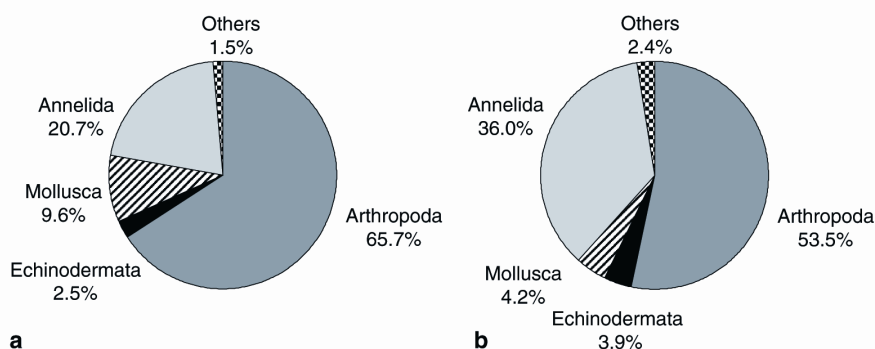 Others
1.5%
Annelida
20.7%
Mollusca
9.6%
Echinodermata
2.5%
Arthropoda
65.7%
a
Others
2.4%
Annelida
36.0%
Mollusca
4.2%
Echinodermata
3.9%
Arthropoda
53.5%
b